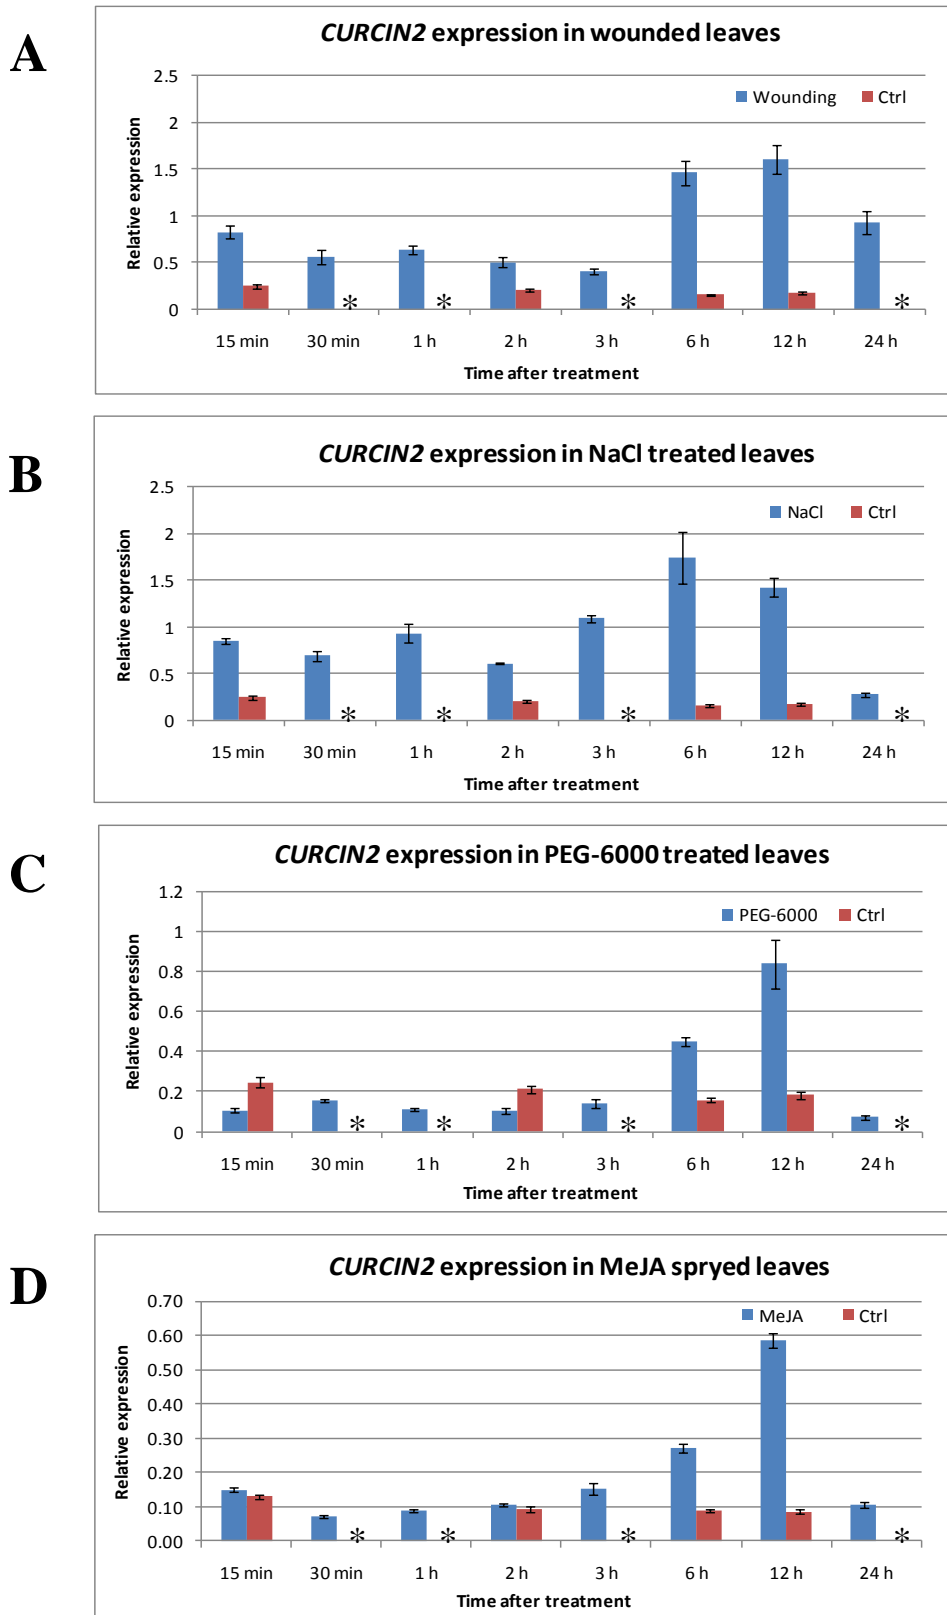 A
CURCIN2 expression in wounded leaves
2.5
Wounding Ctrl
2
1.5
1
0.5
0
Relative expression
* * * *
15 min 30 min 1 h 2 h 3 h 6 h 12 h 24 h
Time after treatment
B
CURCIN2 expression in NaCl treated leaves
2.5
NaCl Ctrl
2
1.5
1
0.5
0
Relative expression
* * * *
15 min 30 min 1 h 2 h 3 h 6 h 12 h 24 h
Time after treatment
C
CURCIN2 expression in PEG-6000 treated leaves
1.2
PEG-6000 Ctrl
1
0.8
0.6
0.4
0.2
0
Relative expression
* * * *
15 min 30 min 1 h 2 h 3 h 6 h 12 h 24 h
Time after treatment
D
CURCIN2 expression in MeJA spryed leaves
0.70
MeJA Ctrl
0.60
0.50
0.40
0.30
0.20
0.10
0.00
Relative expression
* * * *
15 min 30 min 1 h 2 h 3 h 6 h 12 h 24 h
Time after treatment